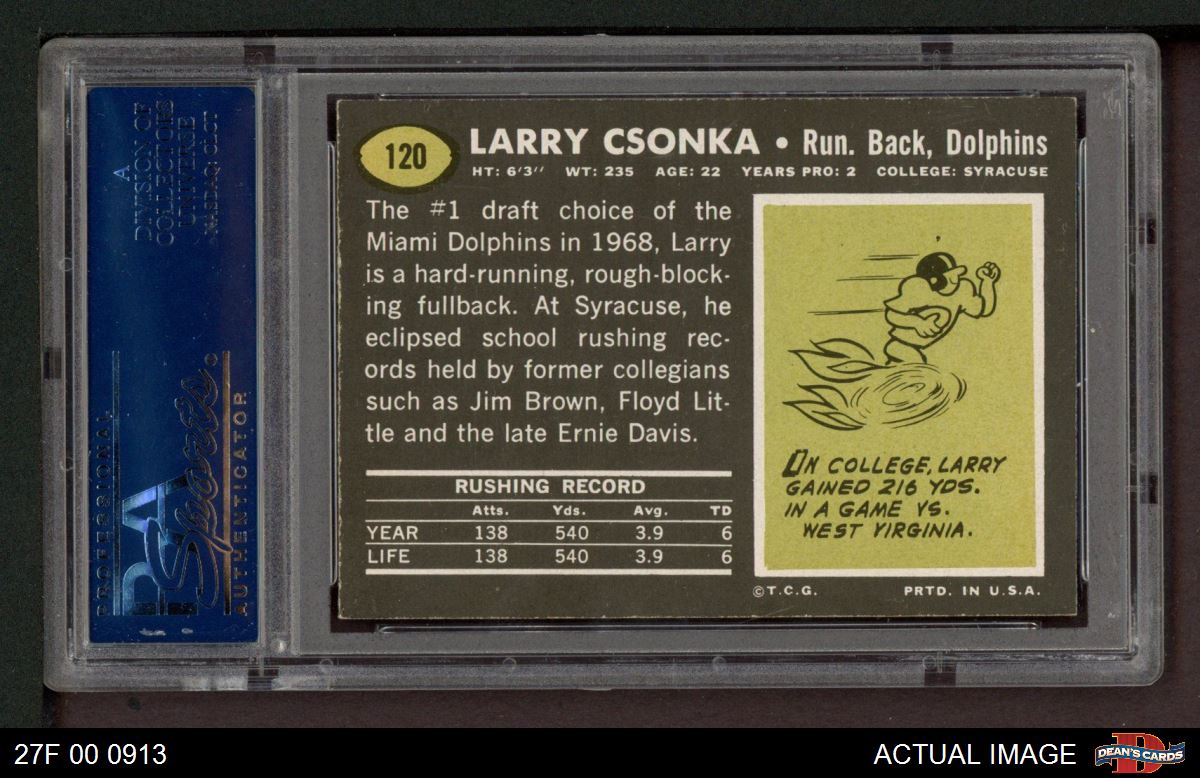 A
DIVISION OF
COLLECTORS
UNIVERSE
NASDAQ: CLCT
PROFESSIONAL
PSA
Sports
AUTHENTICATOR
120
LARRY CSONKA • Run. Back, Dolphins
HT: 6'3'' WT: 235 AGE: 22 YEARS PRO: 2 COLLEGE: SYRACUSE
The #1 draft choice of the
Miami Dolphins in 1968, Larry
is a hard-running, rough-block-
ing fullback. At Syracuse, he
eclipsed school rushing rec-
ords held by former collegians
such as Jim Brown, Floyd Lit-
tle and the late Ernie Davis.
RUSHING RECORD
Atts. Yds. Avg. TD
YEAR 138 540 3.9 6
LIFE 138 540 3.9 6
IN COLLEGE, LARRY
GAINED 216 YDS.
IN A GAME VS.
WEST VIRGINIA.
©T.C.G. PRTD. IN U.S.A.
27F 00 0913
ACTUAL IMAGE
D
DEAN'S CARDS